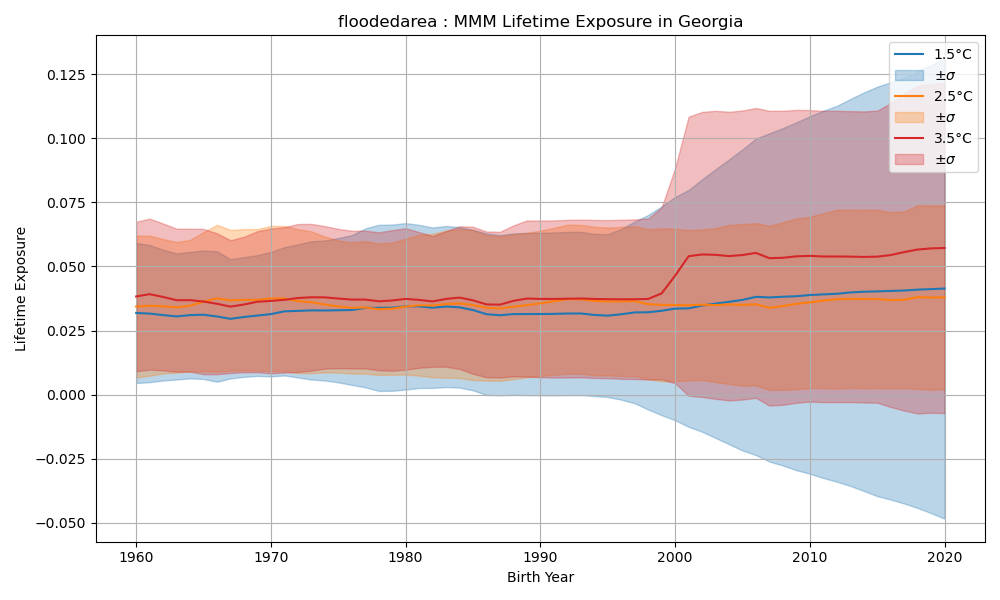 floodedarea : MMM Lifetime Exposure in Georgia
1.5°C
±σ
2.5°C
±σ
3.5°C
±σ
Lifetime Exposure
0.125
0.100
0.075
0.050
0.025
0.000
−0.025
−0.050
1960 1970 1980 1990 2000 2010 2020
Birth Year